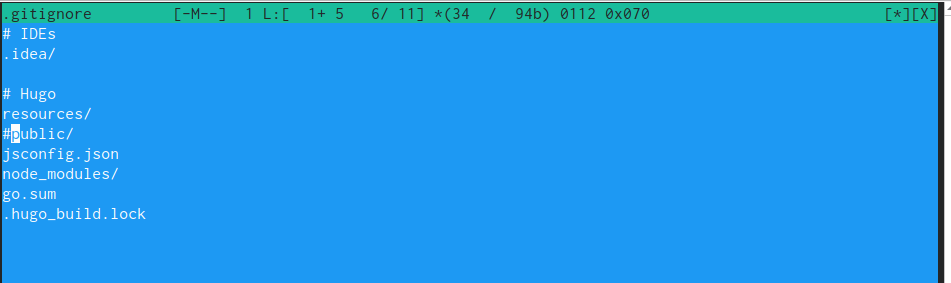 .gitignore [-M--] 1 L:[ 1+ 5 6/ 11] *(34 / 94b) 0112 0x070 [*][X]
# IDEs
.idea/
# Hugo
resources/
#public/
jsconfig.json
node_modules/
go.sum
.hugo_build.lock